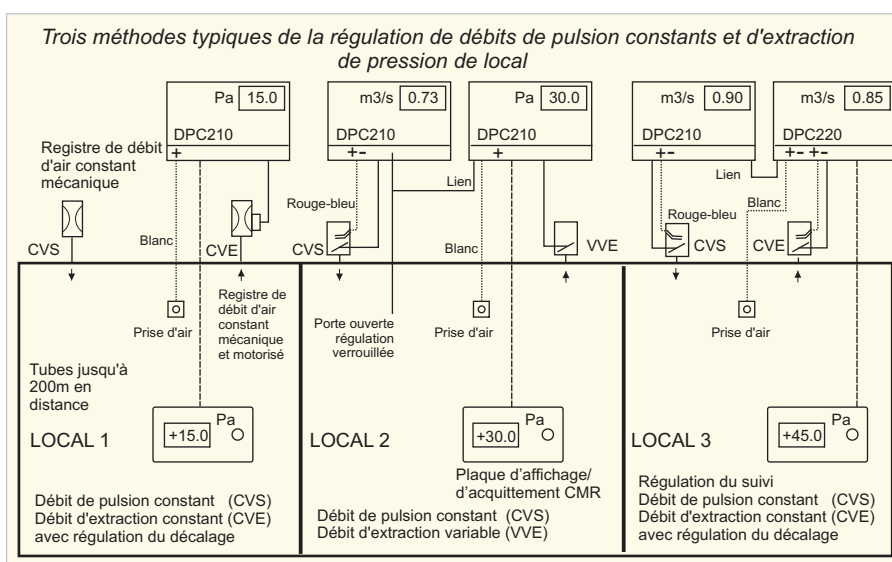 Trois méthodes typiques de la régulation de débits de pulsion constants et d'extraction
de pression de local
Pa 15.0
DPC210
+
m3/s 0.73
DPC210
+-
Pa 30.0
DPC210
+
m3/s 0.90
DPC210
+-
m3/s 0.85
DPC220
+- +-
Registre de débit
d'air constant
mécanique
CVS
Blanc
CVE
Rouge-bleu
CVS
Lien
Blanc
VVE
Lien
Rouge-bleu
CVS
Blanc
CVE
Prise d'air
Registre de
débit d'air
constant
mécanique
et motorisé
Porte ouverte
régulation
verrouillée
Prise d'air
Prise d'air
Tubes jusqu'à
200m en
distance
LOCAL 1
+15.0
Pa
Débit de pulsion constant (CVS)
Débit d'extraction constant (CVE)
avec régulation du décalage
LOCAL 2
+30.0
Pa
Plaque d'affichage/
d'acquittement CMR
Débit de pulsion constant (CVS)
Débit d'extraction variable (VVE)
LOCAL 3
+45.0
Pa
Régulation du suivi
Débit de pulsion constant (CVS)
Débit d'extraction constant (CVE)
avec régulation du décalage